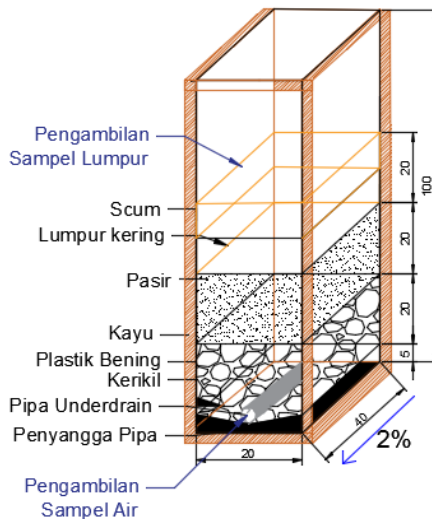 Pengambilan
Sampel Lumpur
Scum
Lumpur kering
Pasir
Kayu
Plastik Bening
Kerikil
Pipa Underdrain
Penyangga Pipa
Pengambilan
Sampel Air
20
20
20
5
100
40
20
2%